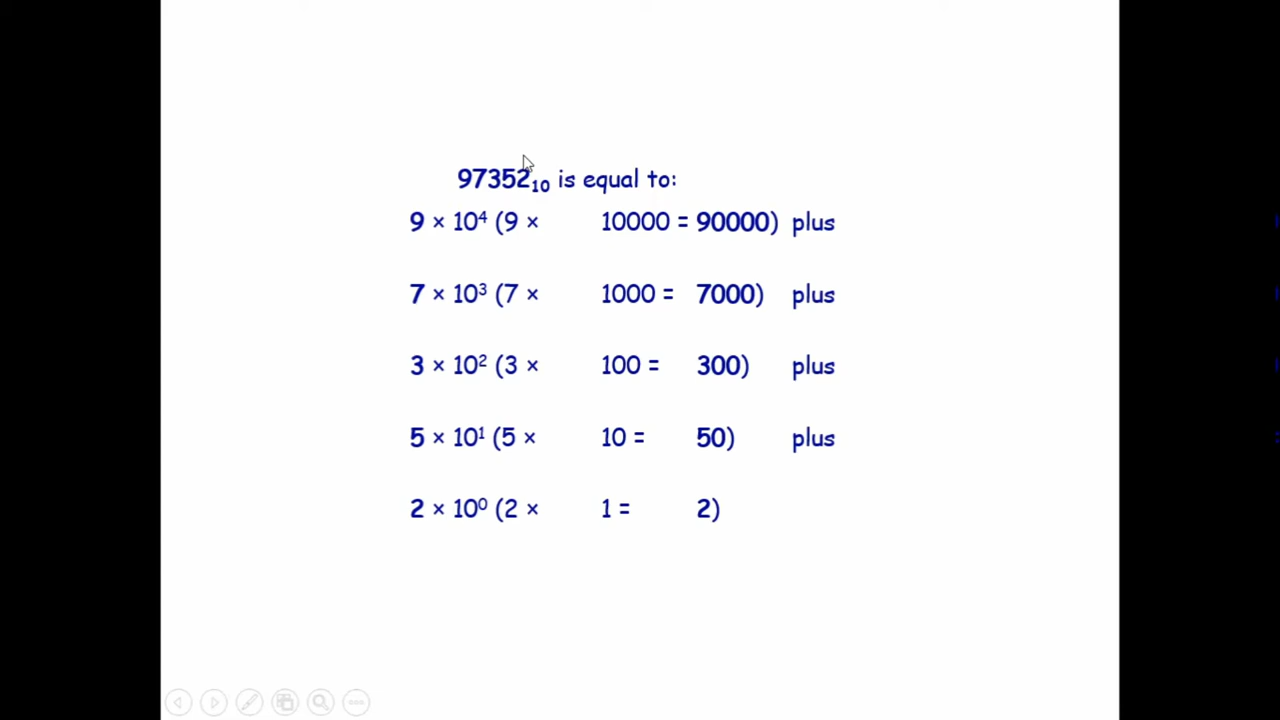 97352₁₀ is equal to:
9 × 10⁴ (9 × 10000 = 90000) plus
7 × 10³ (7 × 1000 = 7000) plus
3 × 10² (3 × 100 = 300) plus
5 × 10¹ (5 × 10 = 50) plus
2 × 10⁰ (2 × 1 = 2)